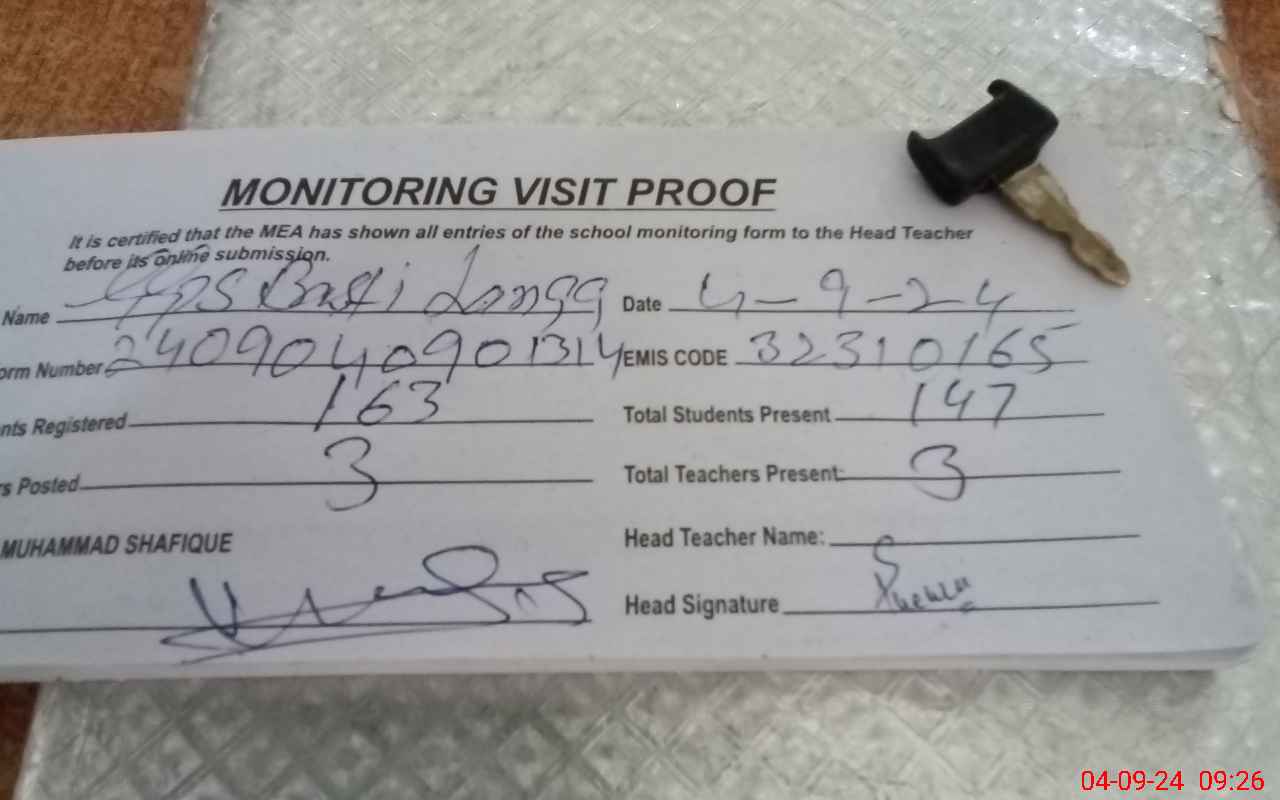 MONITORING VISIT PROOF
It is certified that the MEA has shown all entries of the school monitoring form to the Head Teacher
before its online submission.
Name GPS Basti Longg Date 4-9-24
orm Number 2409040901314 EMIS CODE 32310165
nts Registered 163 Total Students Present 147
rs Posted 3 Total Teachers Present: 3
MUHAMMAD SHAFIQUE Head Teacher Name:
Head Signature
04-09-24 09:26